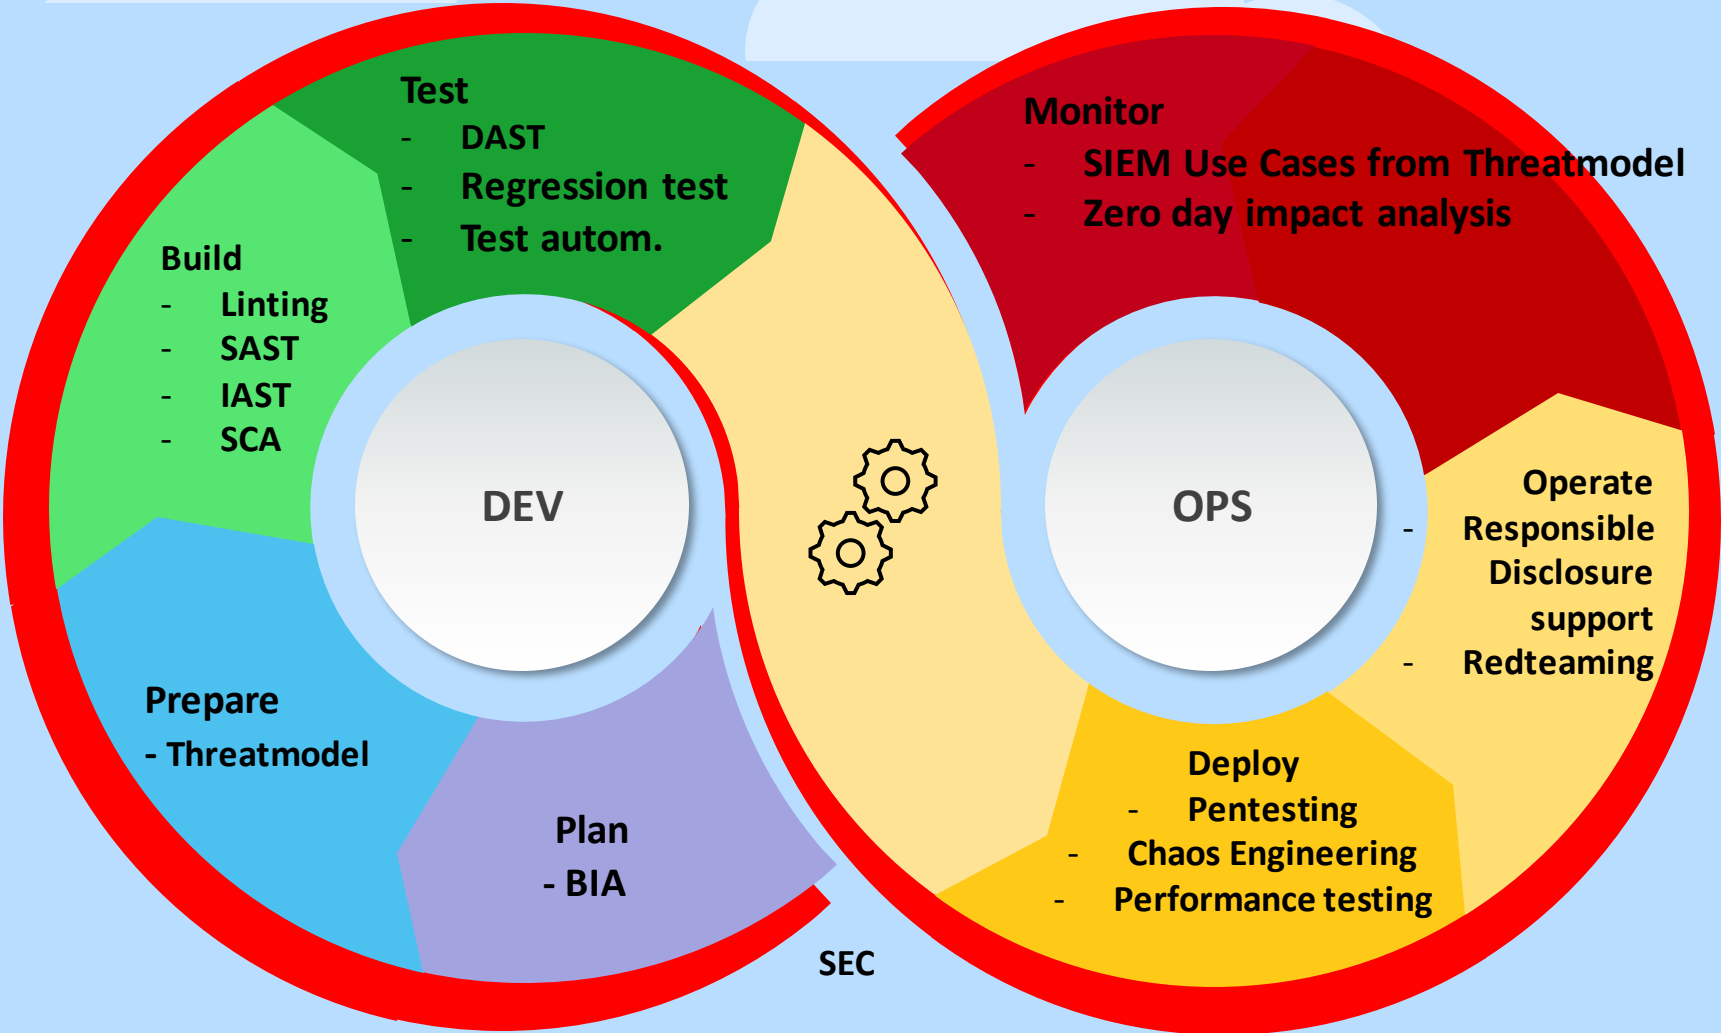 Test
- DAST
- Regression test
- Test autom.
Build
- Linting
- SAST
- IAST
- SCA
DEV
Prepare
- Threatmodel
Plan
- BIA
SEC
Monitor
- SIEM Use Cases from Threatmodel
- Zero day impact analysis
OPS
Operate
- Responsible
Disclosure
support
- Redteaming
Deploy
- Pentesting
- Chaos Engineering
- Performance testing